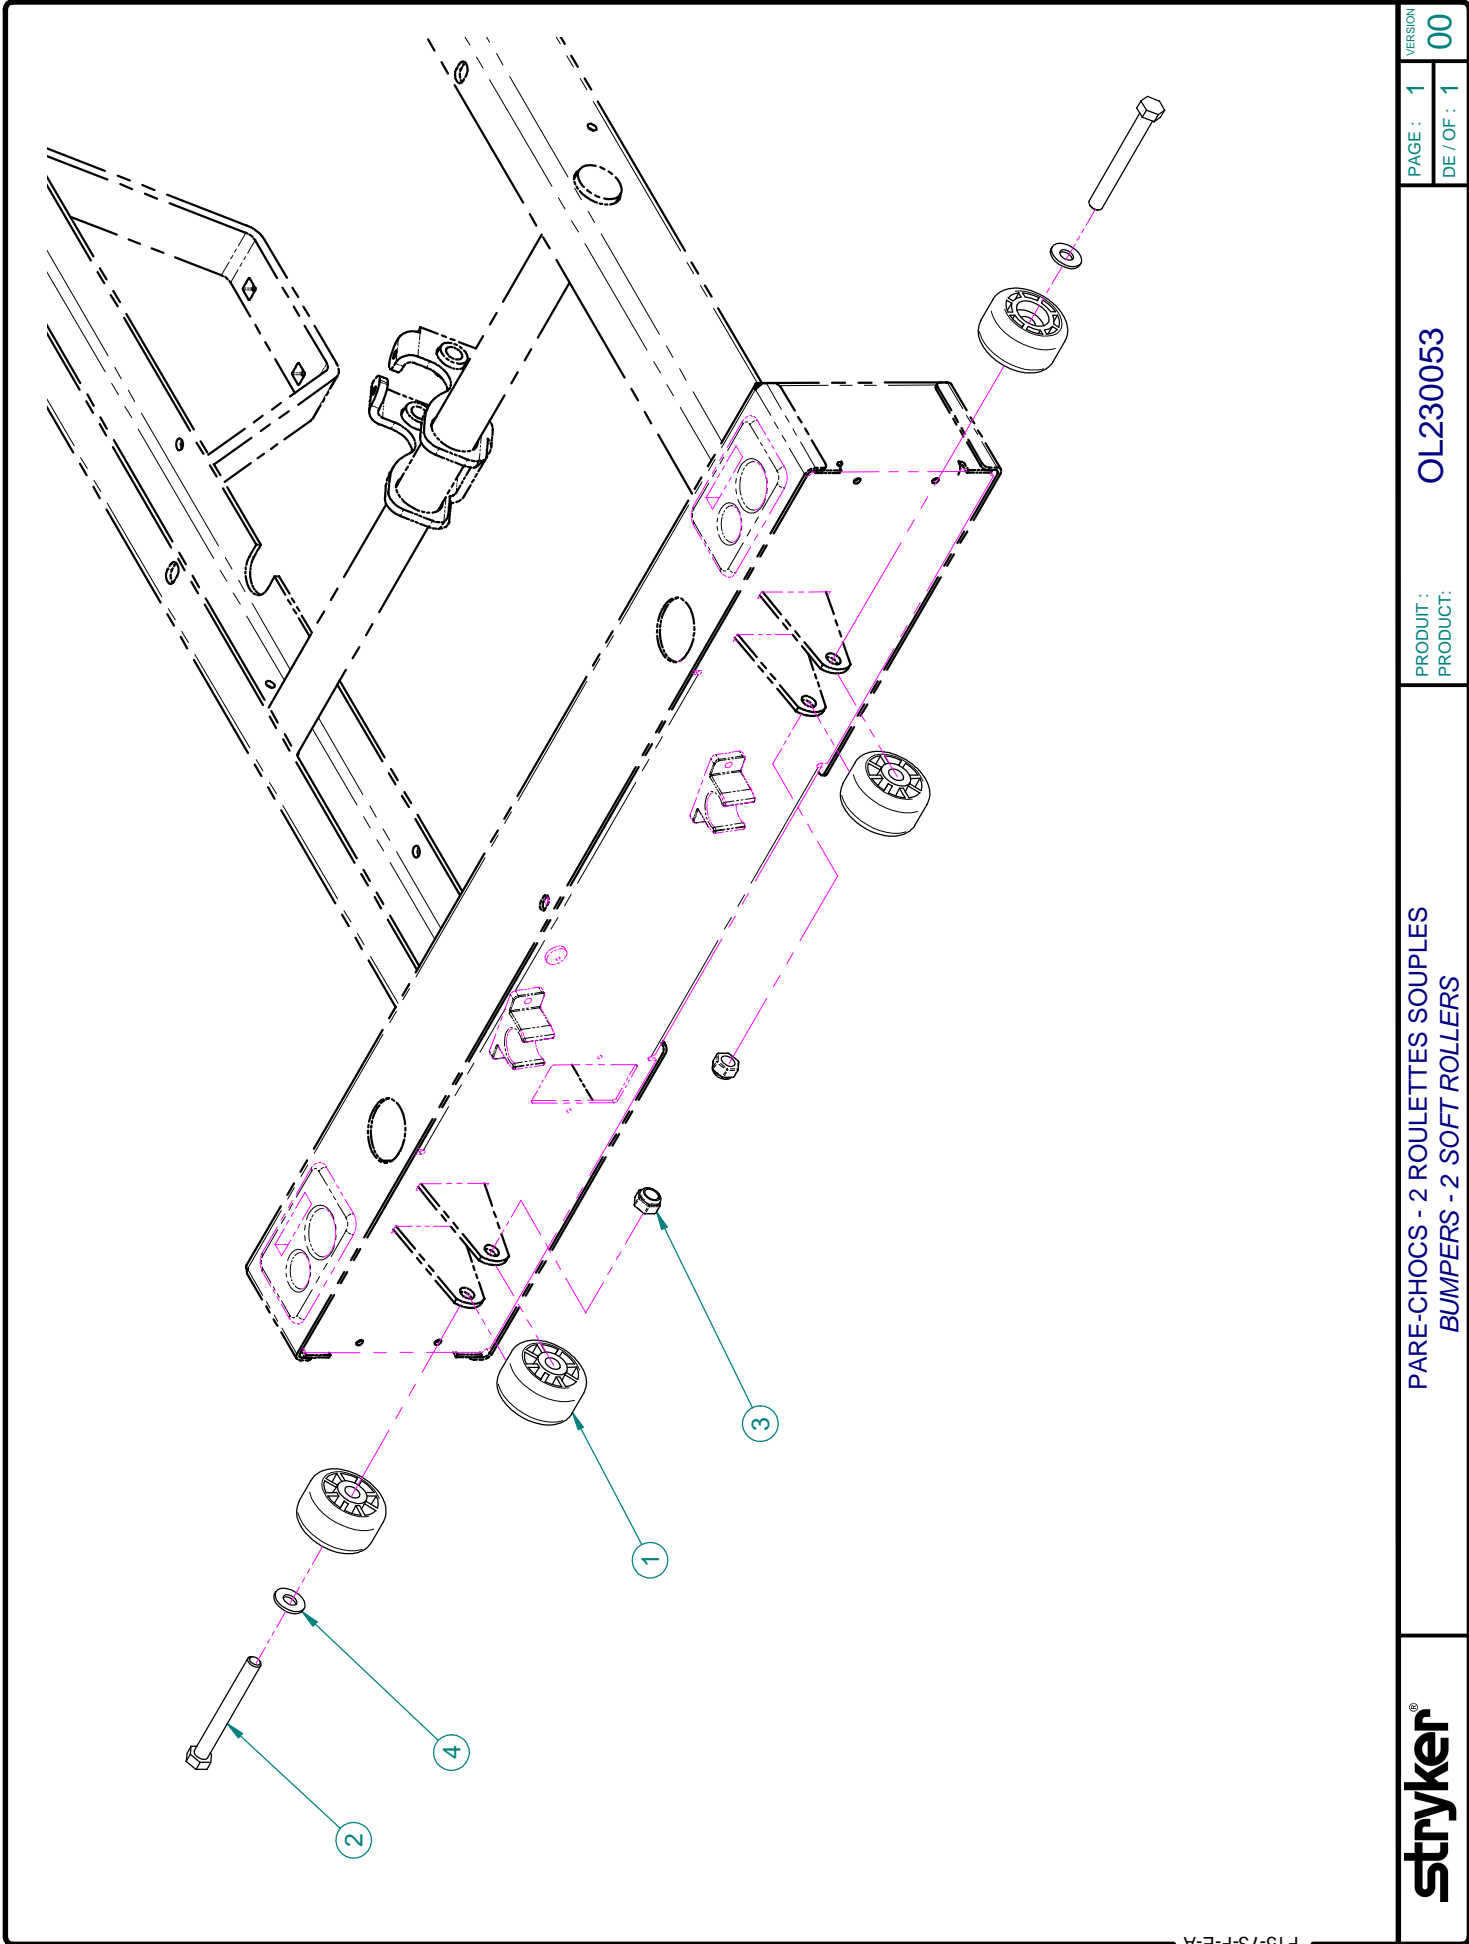 2
4
1
3
stryker®
PARE-CHOCS - 2 ROULETTES SOUPLES
BUMPERS - 2 SOFT ROLLERS
PRODUIT :
PRODUCT:
OL230053
PAGE : 1
DE / OF : 1
VERSION
00